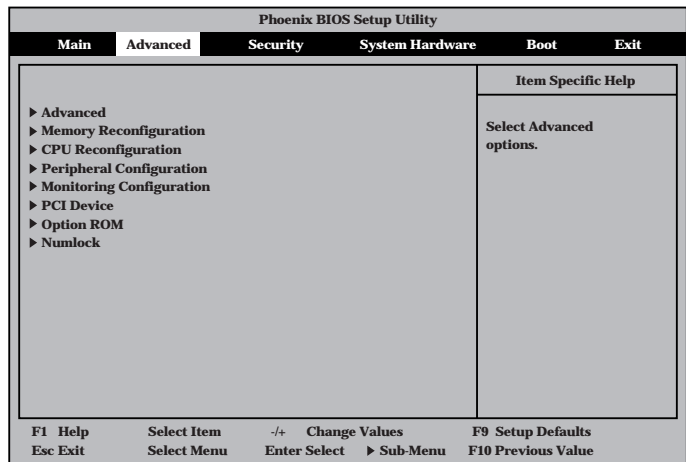 Phoenix BIOS Setup Utility
Main Advanced Security System Hardware Boot Exit
Item Specific Help
▶ Advanced
▶ Memory Reconfiguration
▶ CPU Reconfiguration
▶ Peripheral Configuration
▶ Monitoring Configuration
▶ PCI Device
▶ Option ROM
▶ Numlock
Select Advanced
options.
F1 Help Select Item -/+ Change Values F9 Setup Defaults
Esc Exit Select Menu Enter Select ▶ Sub-Menu F10 Previous Value